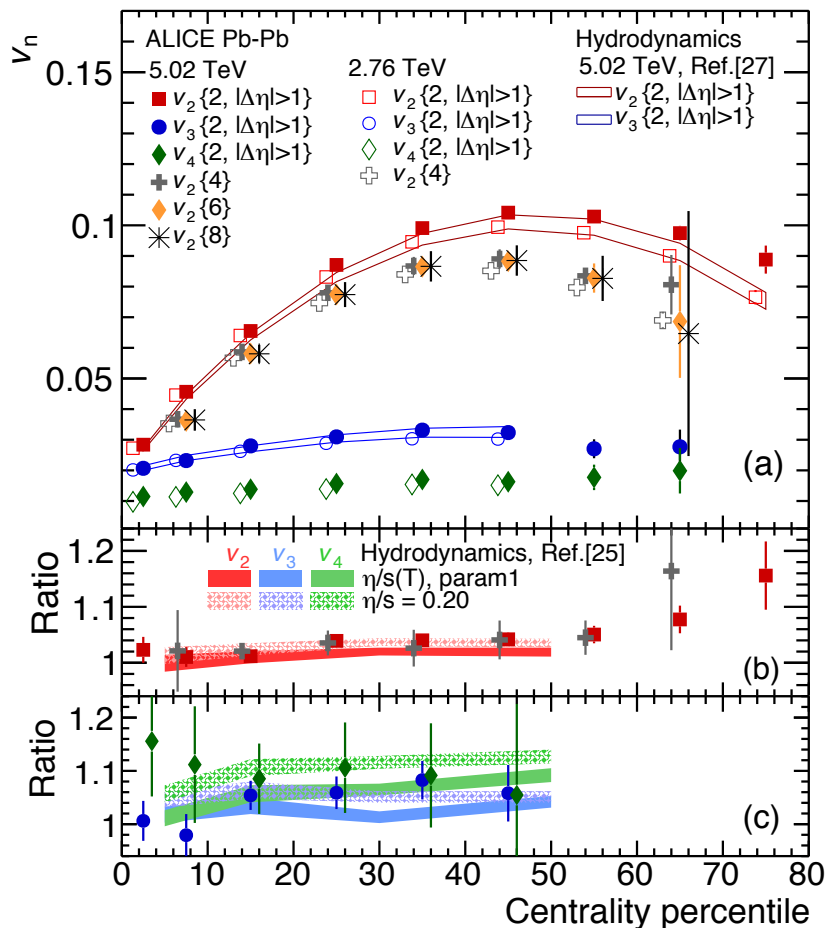 v_n
ALICE Pb-Pb
5.02 TeV
v₂{2, |Δη|>1}
v₃{2, |Δη|>1}
v₄{2, |Δη|>1}
v₂{4}
v₂{6}
v₂{8}
2.76 TeV
v₂{2, |Δη|>1}
v₃{2, |Δη|>1}
v₄{2, |Δη|>1}
v₂{4}
Hydrodynamics
5.02 TeV, Ref.[27]
v₂{2, |Δη|>1}
v₃{2, |Δη|>1}
0.15
0.1
0.05
(a)
Ratio
1.2
1.1
1
v₂ v₃ v₄ Hydrodynamics, Ref.[25]
η/s(T), param1
η/s = 0.20
(b)
Ratio
1.2
1.1
1
(c)
0 10 20 30 40 50 60 70 80
Centrality percentile